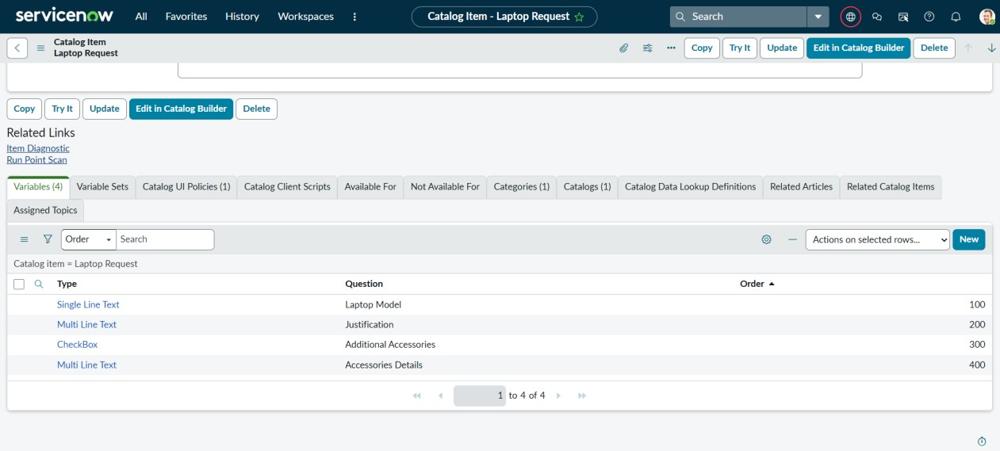 servicenow All Favorites History Workspaces Catalog Item - Laptop Request Search
Catalog Item
Laptop Request
Copy Try It Update Edit in Catalog Builder Delete
Copy Try It Update Edit in Catalog Builder Delete
Related Links
Item Diagnostic
Run Point Scan
Variables (4) Variable Sets Catalog UI Policies (1) Catalog Client Scripts Available For Not Available For Categories (1) Catalogs (1) Catalog Data Lookup Definitions Related Articles Related Catalog Items
Assigned Topics
Order Search Actions on selected rows... New
Catalog item = Laptop Request
Type Question Order
Single Line Text Laptop Model 100
Multi Line Text Justification 200
CheckBox Additional Accessories 300
Multi Line Text Accessories Details 400
1 to 4 of 4